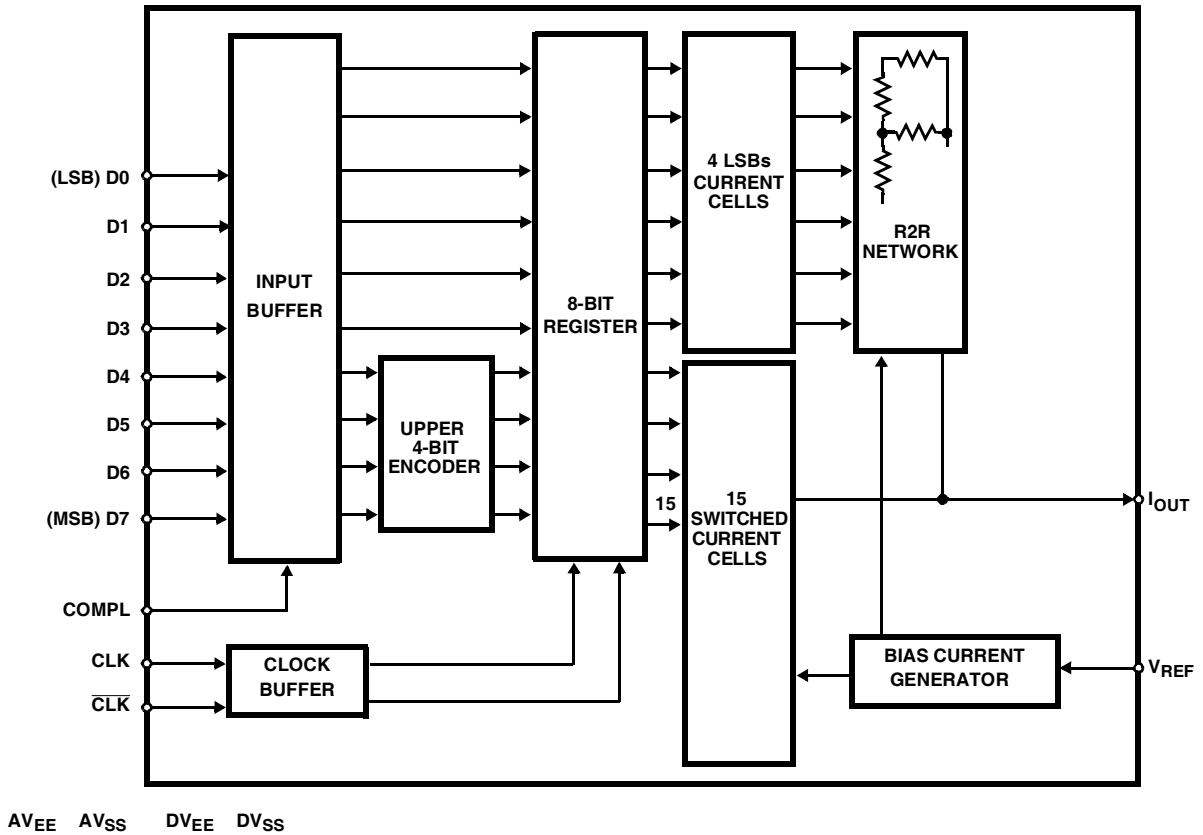 (LSB) D0
D1
D2
D3
D4
D5
D6
(MSB) D7
COMPL
CLK
CLK
INPUT
BUFFER
UPPER
4-BIT
ENCODER
CLOCK
BUFFER
8-BIT
REGISTER
15
4 LSBs
CURRENT
CELLS
15
SWITCHED
CURRENT
CELLS
R2R
NETWORK
BIAS CURRENT
GENERATOR
IOUT
VREF
AVEE AVSS DVEE DVSS